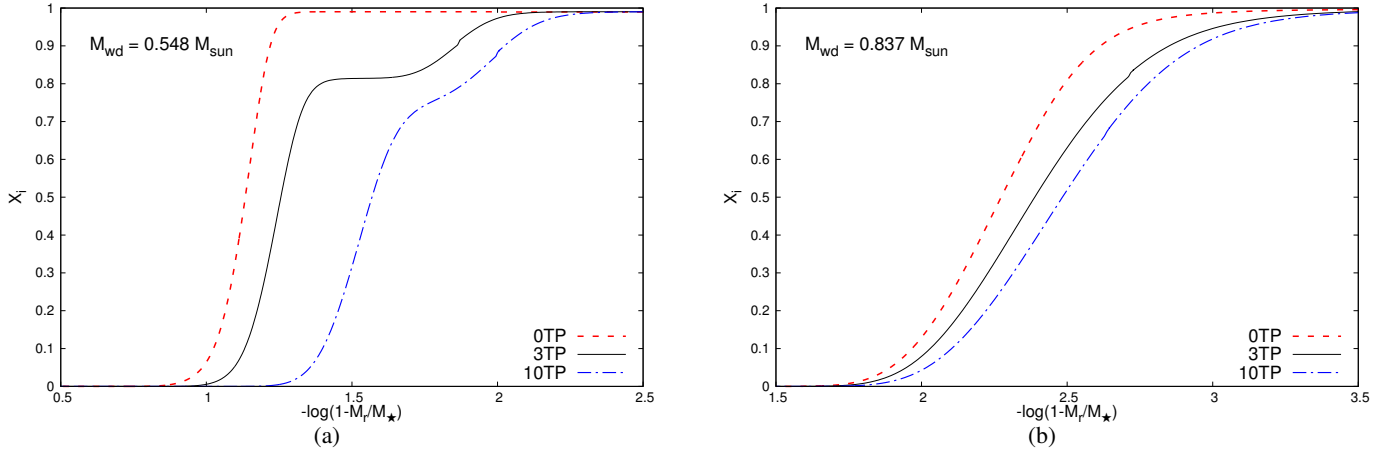 M_wd = 0.548 M_sun
X_i
1
0.9
0.8
0.7
0.6
0.5
0.4
0.3
0.2
0.1
0
0TP
3TP
10TP
0.5 1 1.5 2 2.5
-log(1-M_r/M_★)
(a)
M_wd = 0.837 M_sun
X_i
1
0.9
0.8
0.7
0.6
0.5
0.4
0.3
0.2
0.1
0
0TP
3TP
10TP
1.5 2 2.5 3 3.5
-log(1-M_r/M_★)
(b)